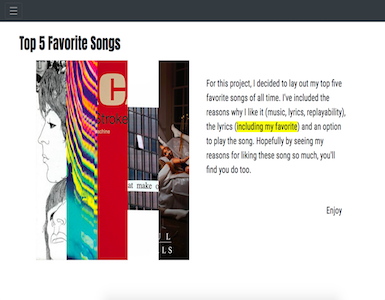 Top 5 Favorite Songs
For this project, I decided to lay out my top five
favorite songs of all time. I've included the
reasons why I like it (music, lyrics, replayability),
the lyrics (including my favorite) and an option
to play the song. Hopefully by seeing my
reasons for liking these song so much, you'll
find you do too.
Enjoy
C
stroke
machine
at make o
UL
LLS